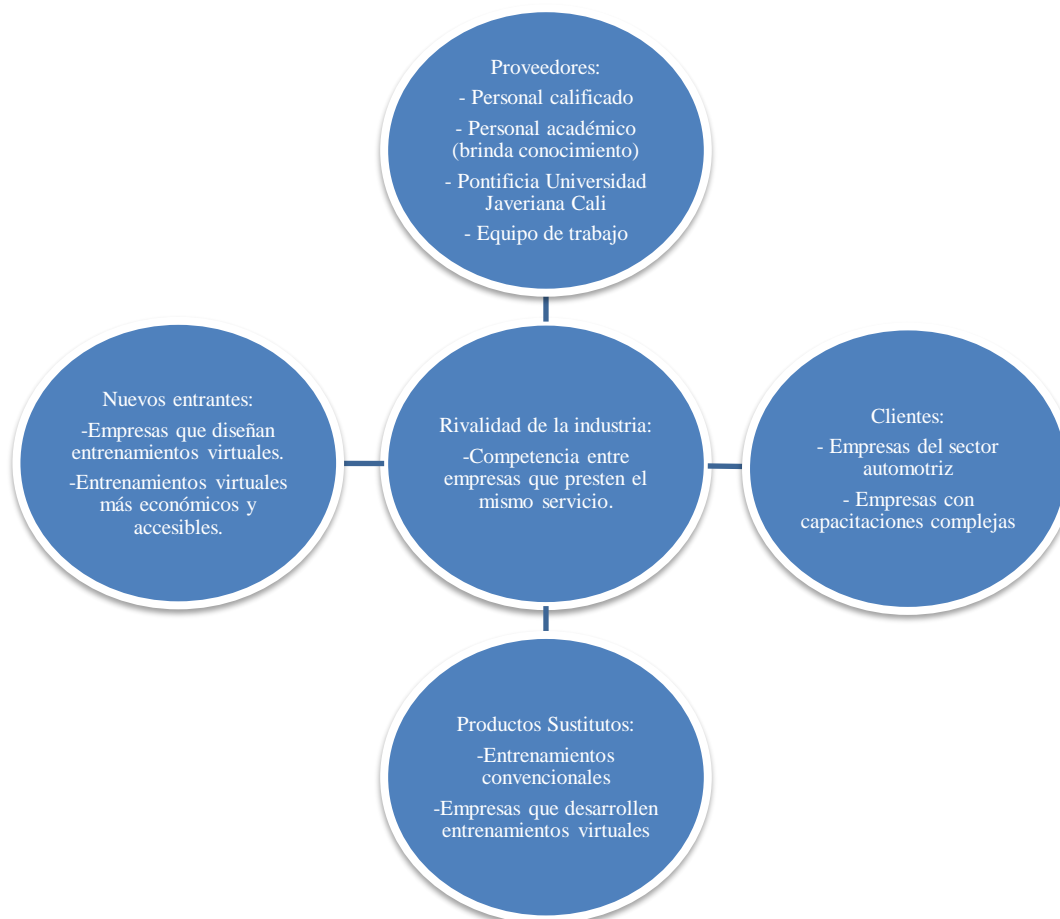 Proveedores:
- Personal calificado
- Personal académico
(brinda conocimiento)
- Pontificia Universidad
Javeriana Cali
- Equipo de trabajo
Nuevos entrantes:
-Empresas que diseñan
entrenamientos virtuales.
-Entrenamientos virtuales
más económicos y
accesibles.
Rivalidad de la industria:
-Competencia entre
empresas que presten el
mismo servicio.
Clientes:
- Empresas del sector
automotriz
- Empresas con
capacitaciones complejas
Productos Sustitutos:
-Entrenamientos
convencionales
-Empresas que desarrollen
entrenamientos virtuales